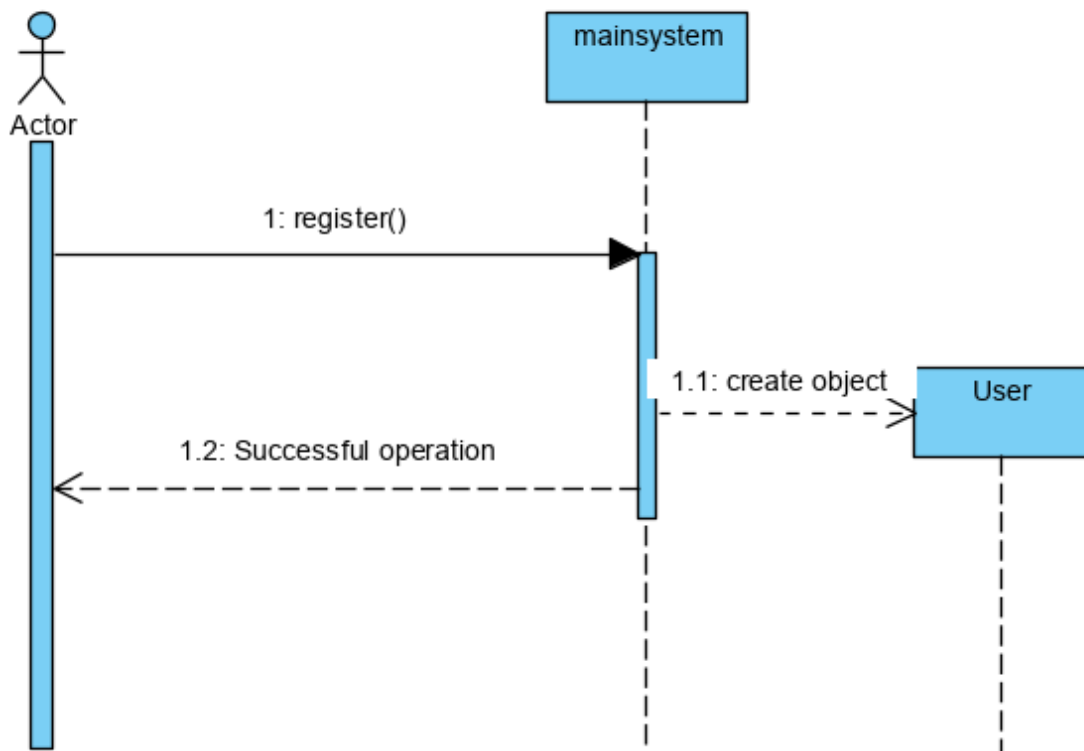 mainsystem
Actor
1: register()
1.1: create object
User
1.2: Successful operation